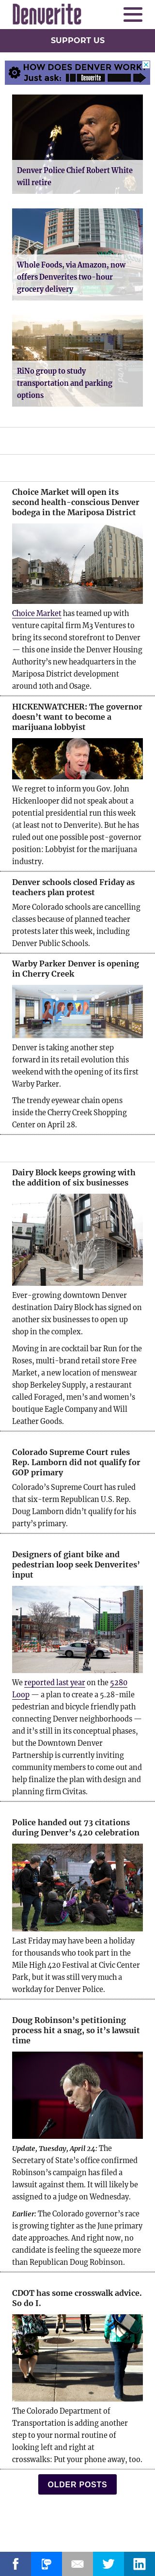 Denverite
SUPPORT US
HOW DOES DENVER WORK
Just ask:
Denverite
Denver Police Chief Robert White
will retire
Whole Foods, via Amazon, now
offers Denverites two-hour
grocery delivery
RiNo group to study
transportation and parking
options
Choice Market will open its
second health-conscious Denver
bodega in the Mariposa District
Choice Market has teamed up with
venture capital firm M3 Ventures to
bring its second storefront to Denver
— this one inside the Denver Housing
Authority’s new headquarters in the
Mariposa District development
around 10th and Osage.
HICKENWATCHER: The governor
doesn’t want to become a
marijuana lobbyist
We regret to inform you Gov. John
Hickenlooper did not speak about a
potential presidential run this week
(at least not to Denverite). But he has
ruled out one possible post-governor
position: Lobbyist for the marijuana
industry.
Denver schools closed Friday as
teachers plan protest
More Colorado schools are cancelling
classes because of planned teacher
protests later this week, including
Denver Public Schools.
Warby Parker Denver is opening
in Cherry Creek
Denver is taking another step
forward in its retail evolution this
weekend with the opening of its first
Warby Parker.
The trendy eyewear chain opens
inside the Cherry Creek Shopping
Center on April 28.
Dairy Block keeps growing with
the addition of six businesses
Ever-growing downtown Denver
destination Dairy Block has signed on
another six businesses to open up
shop in the complex.
Moving in are cocktail bar Run for the
Roses, multi-brand retail store Free
Market, a new location of menswear
shop Berkeley Supply, a restaurant
called Foraged, men’s and women’s
boutique Eagle Company and Will
Leather Goods.
Colorado Supreme Court rules
Rep. Lamborn did not qualify for
GOP primary
Colorado’s Supreme Court has ruled
that six-term Republican U.S. Rep.
Doug Lamborn didn’t qualify for his
party’s primary.
Designers of giant bike and
pedestrian loop seek Denverites’
input
We reported last year on the 5280
Loop — a plan to create a 5.28-mile
pedestrian and bicycle friendly path
connecting Denver neighborhoods —
and it’s still in its conceptual phases,
but the Downtown Denver
Partnership is currently inviting
community members to come out and
help finalize the plan with design and
planning firm Civitas.
Police handed out 73 citations
during Denver’s 420 celebration
Last Friday may have been a holiday
for thousands who took part in the
Mile High 420 Festival at Civic Center
Park, but it was still very much a
workday for Denver Police.
Doug Robinson’s petitioning
process hit a snag, so it’s lawsuit
time
Update, Tuesday, April 24: The
Secretary of State’s office confirmed
Robinson’s campaign has filed a
lawsuit against them. It will likely be
assigned to a judge on Wednesday.
Earlier: The Colorado governor’s race
is growing tighter as the June primary
date approaches. And right now, no
candidate is feeling the squeeze more
than Republican Doug Robinson.
CDOT has some crosswalk advice.
So do I.
The Colorado Department of
Transportation is adding another
step to your normal routine of
looking left and right at
crosswalks: Put your phone away, too.
OLDER POSTS